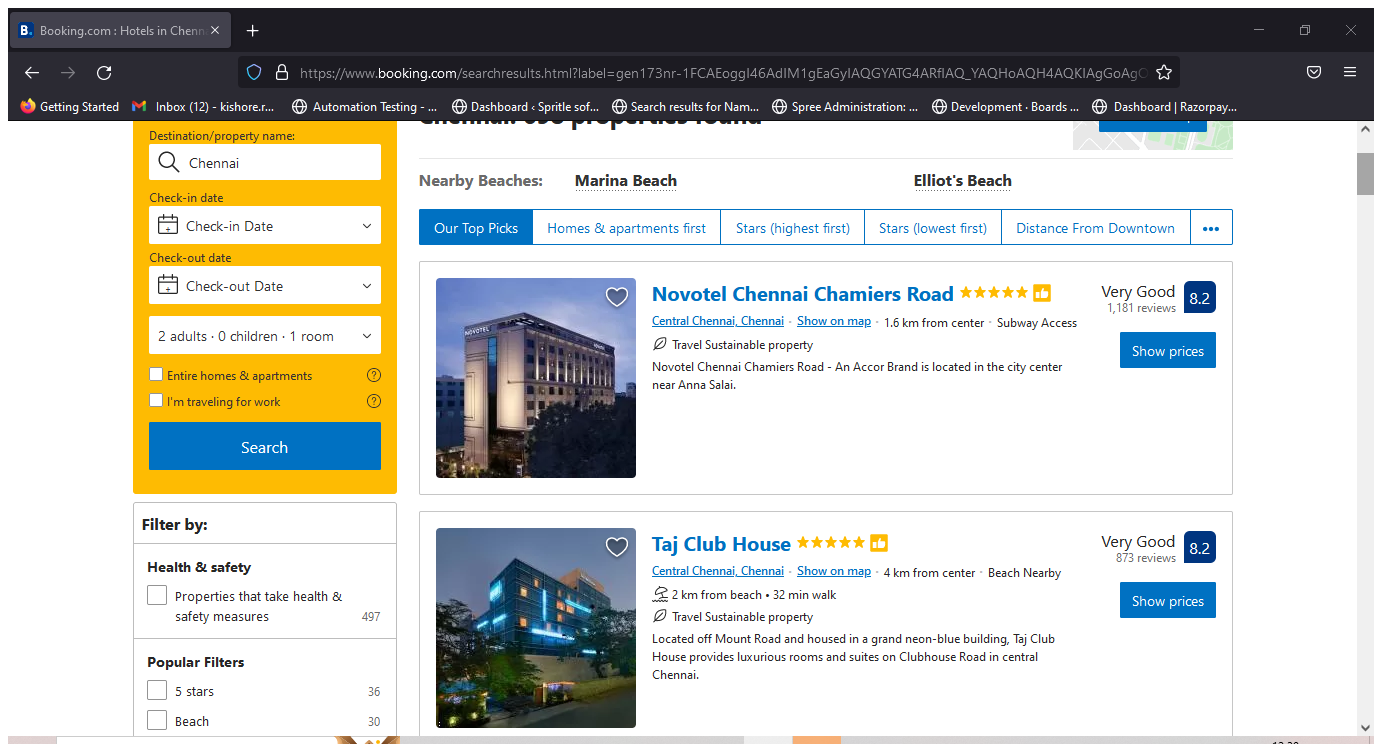 Booking.com : Hotels in Chenn
https://www.booking.com/searchresults.html?label=gen173nr-1FCAEoggI46AdIM1gEaGyIAQGYATG4ARfIAQ_YAQHoAQH4AQKIAgGoAgO
Getting Started
Inbox (12) - kishore.r...
Automation Testing - ...
Dashboard ‹ Spritle sof...
Search results for Nam...
Spree Administration: ...
Development · Boards ...
Dashboard | Razorpay...
Destination/property name:
Chennai
Check-in date
Check-in Date
Check-out date
Check-out Date
2 adults · 0 children · 1 room
Entire homes & apartments
I'm traveling for work
Search
Filter by:
Health & safety
Properties that take health &
safety measures 497
Popular Filters
5 stars 36
Beach 30
properties found
Nearby Beaches: Marina Beach Elliot's Beach
Our Top Picks Homes & apartments first Stars (highest first) Stars (lowest first) Distance From Downtown •••
NOVOTEL
Novotel Chennai Chamiers Road
Central Chennai, Chennai · Show on map · 1.6 km from center · Subway Access
Travel Sustainable property
Novotel Chennai Chamiers Road - An Accor Brand is located in the city center
near Anna Salai.
Very Good 8.2
1,181 reviews
Show prices
Taj Club House
Central Chennai, Chennai · Show on map · 4 km from center · Beach Nearby
2 km from beach • 32 min walk
Travel Sustainable property
Located off Mount Road and housed in a grand neon-blue building, Taj Club
House provides luxurious rooms and suites on Clubhouse Road in central
Chennai.
Very Good 8.2
873 reviews
Show prices